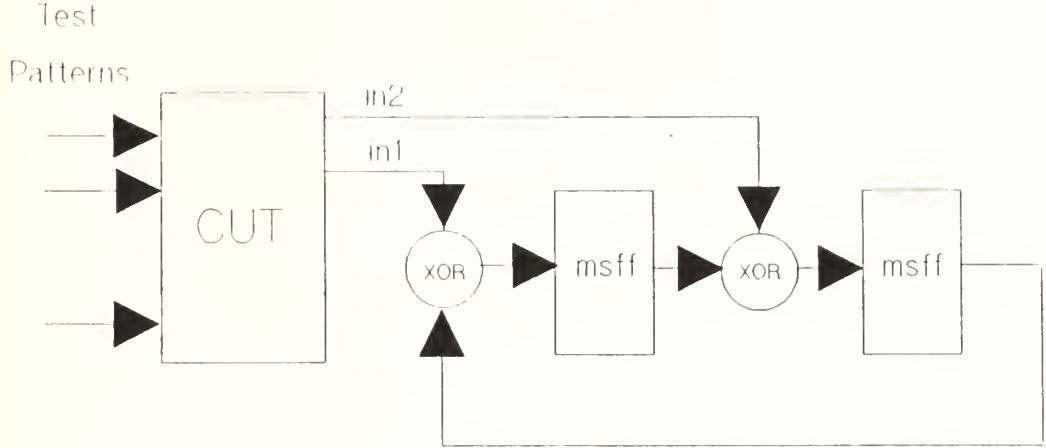 Test
Patterns
in2
in1
CUT
XOR
msff
XOR
msff